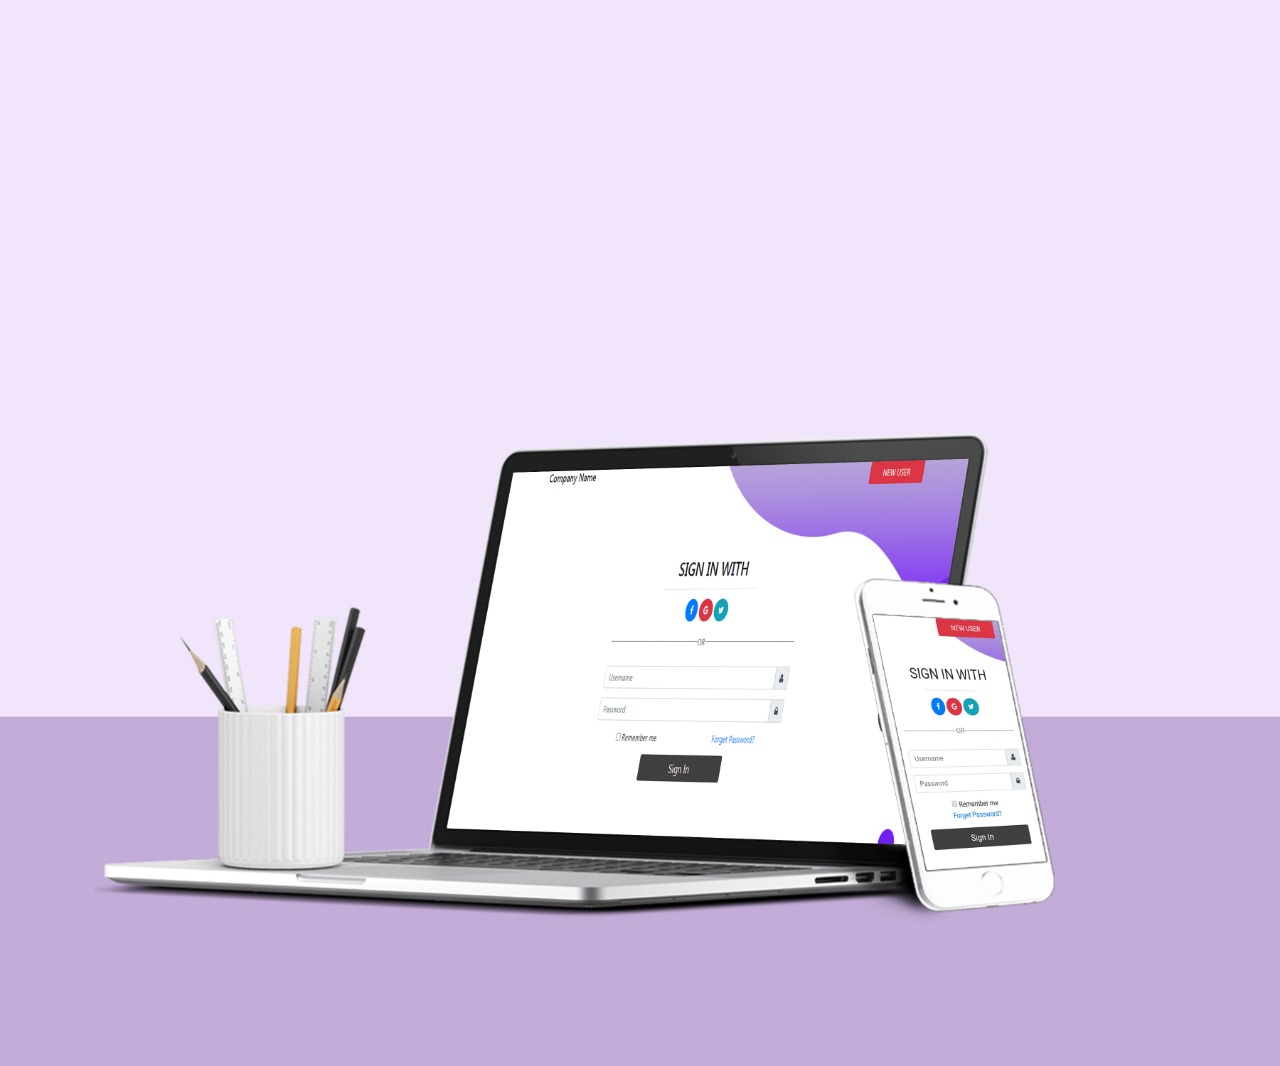 Company Name
NEW USER
SIGN IN WITH
f G
OR
Username
Password
Remember me Forget Password?
Sign In
NEW USER
SIGN IN WITH
f G
OR
Username
Password
Remember me
Forget Password?
Sign In